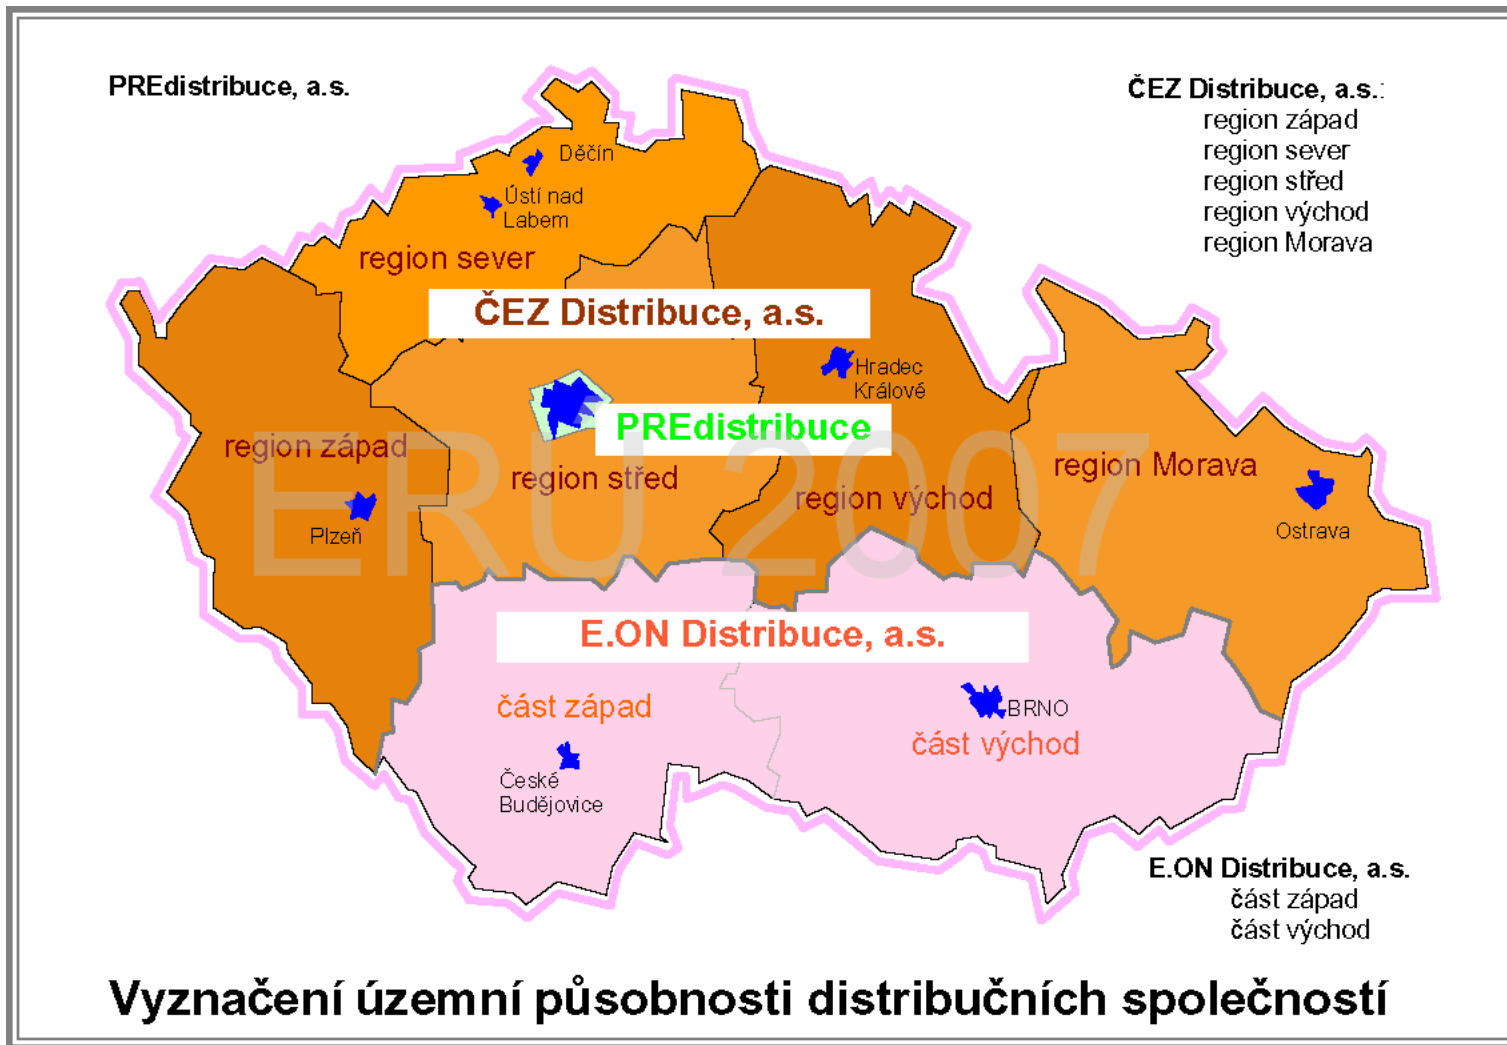 PREdistribuce, a.s.
ČEZ Distribuce, a.s.:
region západ
region sever
region střed
region východ
region Morava
Děčín
Ústí nad
Labem
region sever
ČEZ Distribuce, a.s.
Hradec
Králové
PREdistribuce
region západ
region střed
region Morava
region východ
ERU 2007
Plzeň
Ostrava
E.ON Distribuce, a.s.
část západ
BRNO
část východ
České
Budějovice
E.ON Distribuce, a.s.
část západ
část východ
Vyznačení územní působnosti distribučních společností